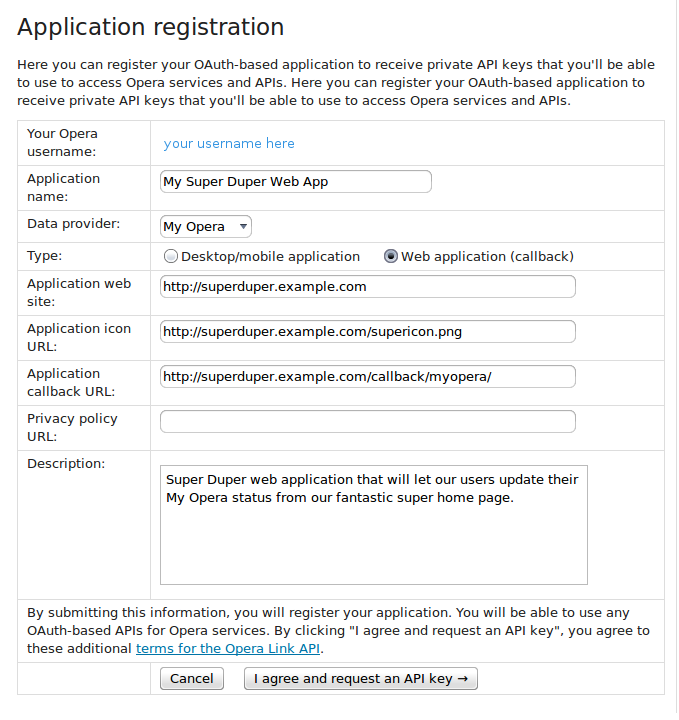 Application registration
Here you can register your OAuth-based application to receive private API keys that you'll be able
to use to access Opera services and APIs. Here you can register your OAuth-based application to
receive private API keys that you'll be able to use to access Opera services and APIs.
Your Opera
username:
your username here
Application
name:
My Super Duper Web App
Data provider:
My Opera
Type:
Desktop/mobile application
Web application (callback)
Application web
site:
http://superduper.example.com
Application icon
URL:
http://superduper.example.com/supericon.png
Application
callback URL:
http://superduper.example.com/callback/myopera/
Privacy policy
URL:
Description:
Super Duper web application that will let our users update their
My Opera status from our fantastic super home page.
By submitting this information, you will register your application. You will be able to use any
OAuth-based APIs for Opera services. By clicking "I agree and request an API key", you agree to
these additional terms for the Opera Link API.
Cancel
I agree and request an API key →